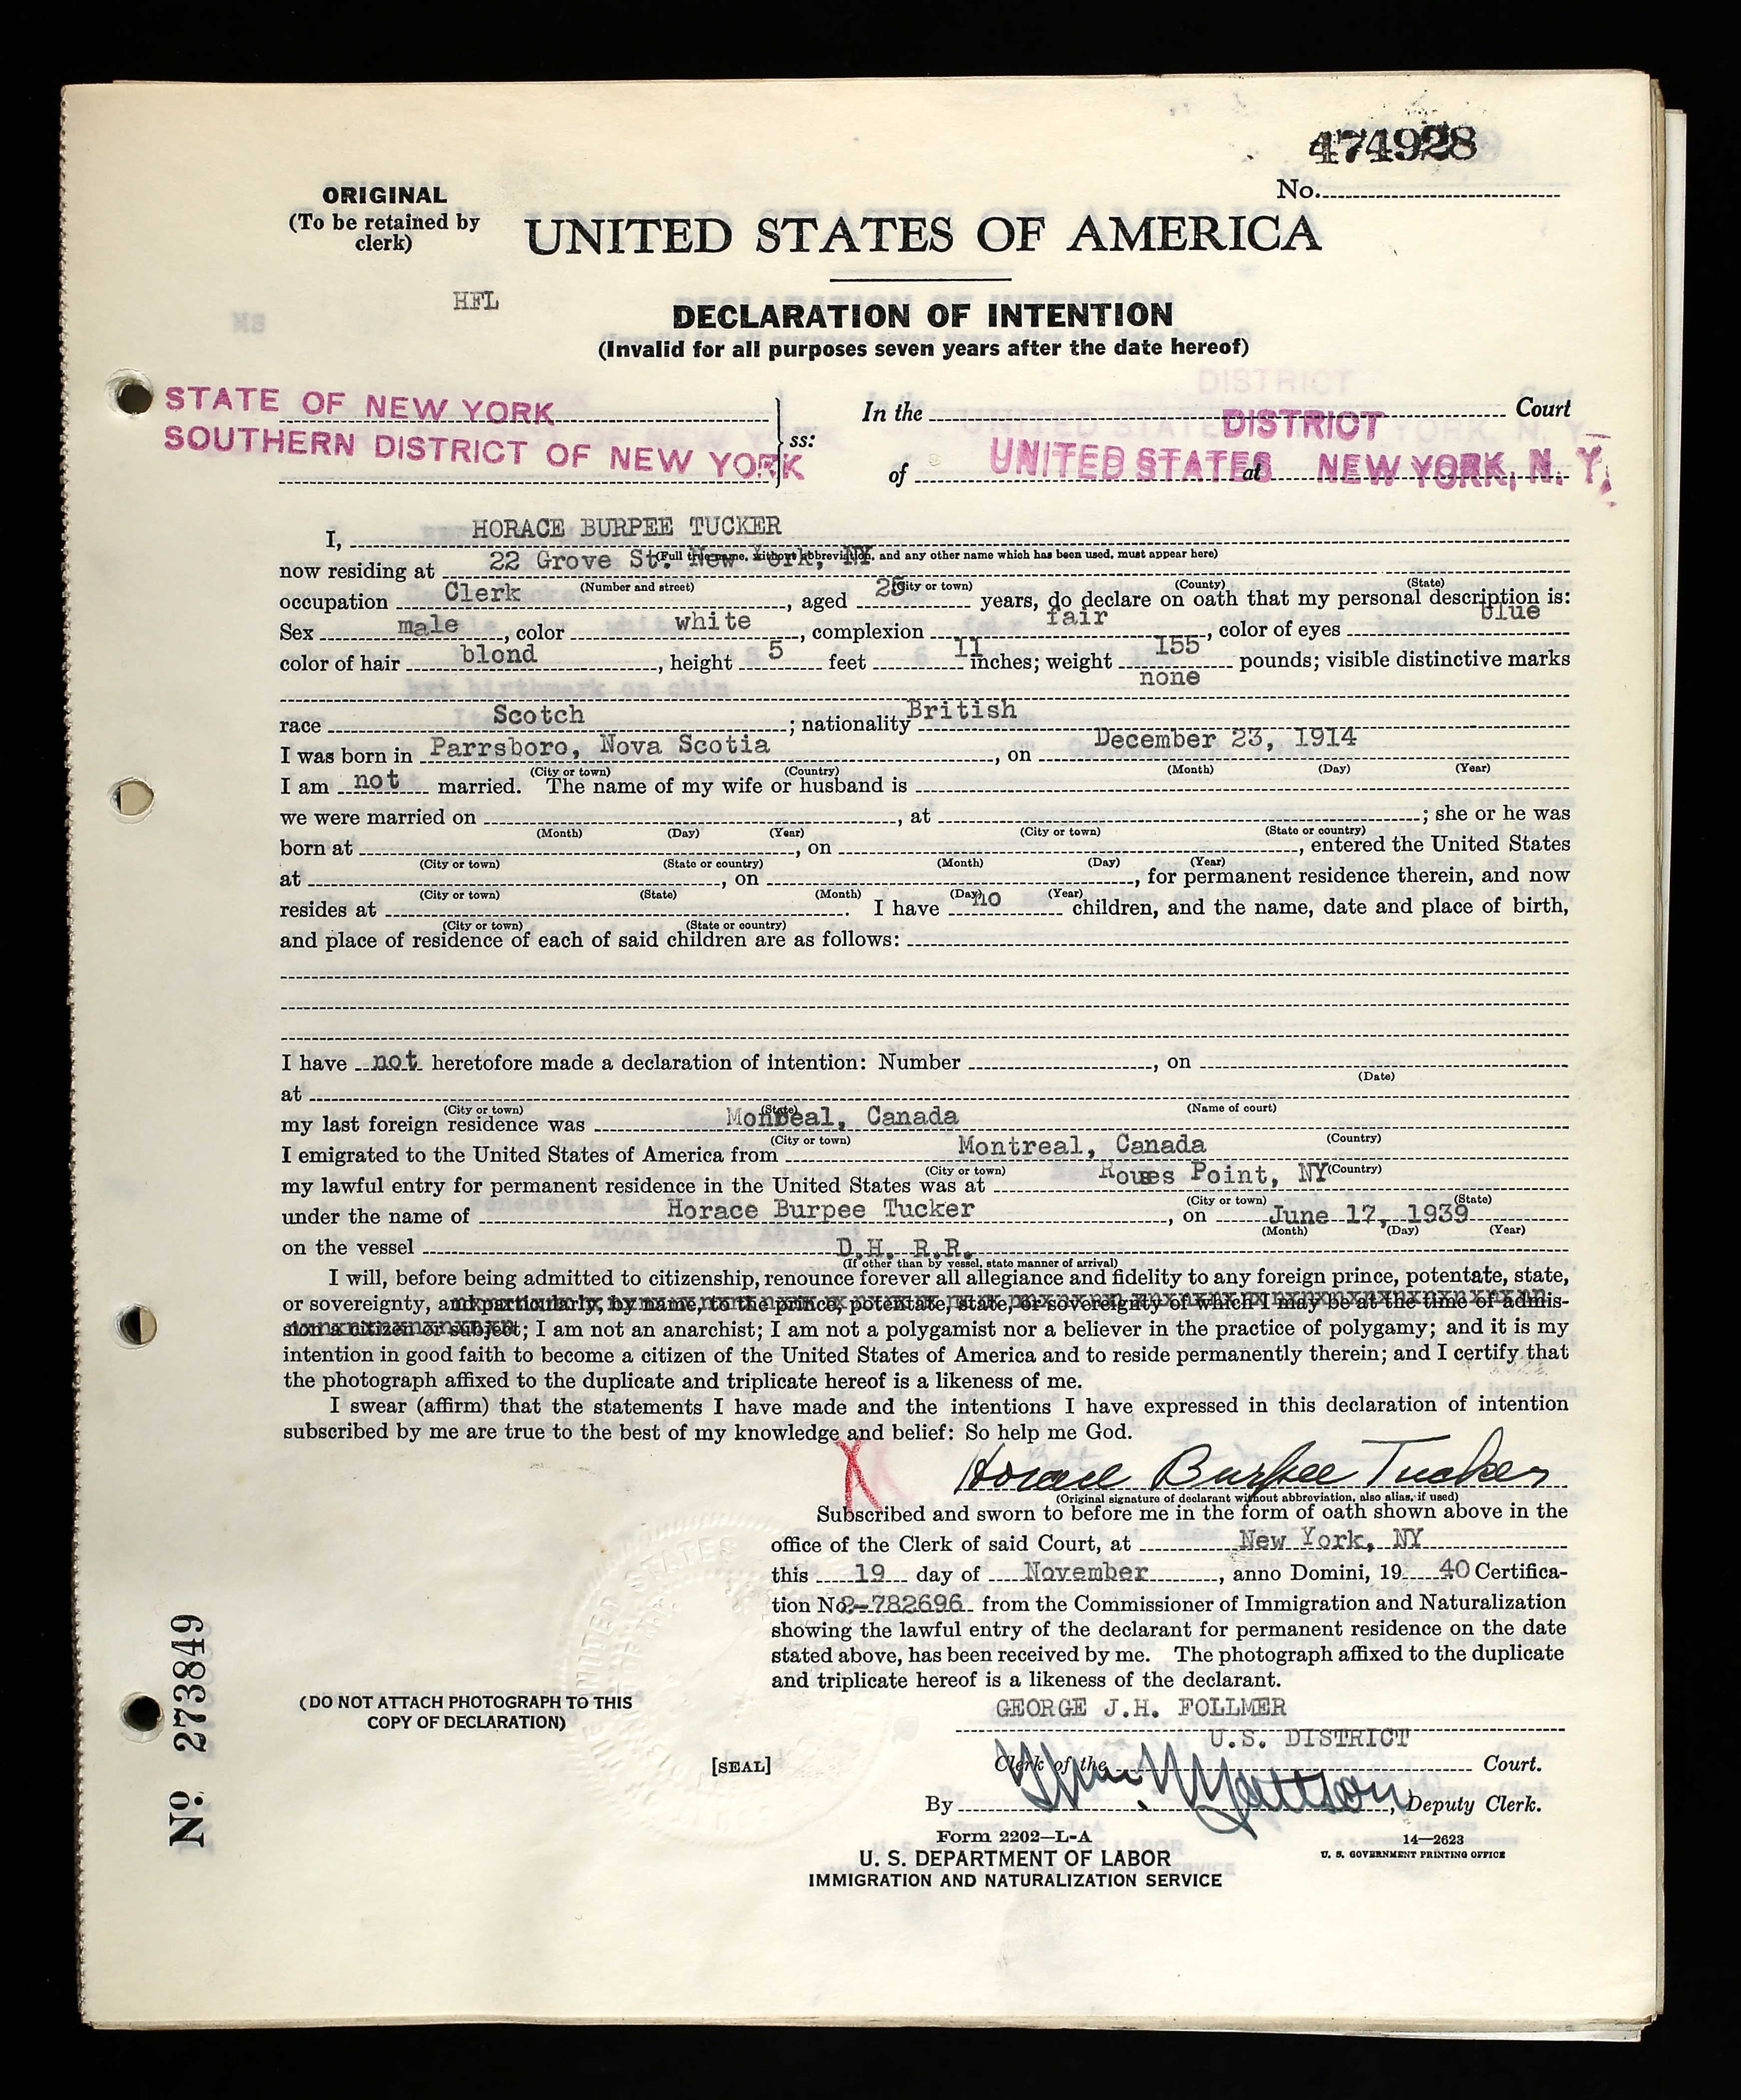 474928
No.
ORIGINAL
(To be retained by
clerk)
UNITED STATES OF AMERICA
HFL
DECLARATION OF INTENTION
(Invalid for all purposes seven years after the date hereof)
STATE OF NEW YORK
SOUTHERN DISTRICT OF NEW YORK
ss:
In the DISTRICT Court
of UNITED STATES at NEW YORK, N. Y.
I, HORACE BURPEE TUCKER
(Full true name, without abbreviation, and any other name which has been used, must appear here)
now residing at 22 Grove St. New York, NY
(Number and street) (City or town) (County) (State)
occupation Clerk, aged 25 years, do declare on oath that my personal description is:
Sex male, color white, complexion fair, color of eyes blue
color of hair blond, height 5 feet 11 inches; weight 155 pounds; visible distinctive marks
none
race Scotch; nationality British
I was born in Parrsboro, Nova Scotia, on December 23, 1914
(City or town) (Country) (Month) (Day) (Year)
I am not married. The name of my wife or husband is
we were married on , at ; she or he was
(Month) (Day) (Year) (City or town) (State or country)
born at , on , entered the United States
(City or town) (State or country) (Month) (Day) (Year)
at , on , for permanent residence therein, and now
(City or town) (State) (Month) (Day) (Year)
resides at . I have no children, and the name, date and place of birth,
(City or town) (State or country)
and place of residence of each of said children are as follows:
I have not heretofore made a declaration of intention: Number , on
(Date)
at
(City or town) (State) (Name of court)
my last foreign residence was Monreal, Canada
(City or town) (Country)
I emigrated to the United States of America from Montreal, Canada
(City or town) (Country)
my lawful entry for permanent residence in the United States was at Rouses Point, NY
(City or town) (State)
under the name of Horace Burpee Tucker, on June 17, 1939
(Month) (Day) (Year)
on the vessel D.H. R.R.
(If other than by vessel, state manner of arrival)
I will, before being admitted to citizenship, renounce forever all allegiance and fidelity to any foreign prince, potentate, state,
or sovereignty, and particularly, by name, to the prince, potentate, state, or sovereignty of which I may be at the time of admis-
sion a citizen or subject; I am not an anarchist; I am not a polygamist nor a believer in the practice of polygamy; and it is my
intention in good faith to become a citizen of the United States of America and to reside permanently therein; and I certify that
the photograph affixed to the duplicate and triplicate hereof is a likeness of me.
I swear (affirm) that the statements I have made and the intentions I have expressed in this declaration of intention
subscribed by me are true to the best of my knowledge and belief: So help me God.
X Horace Burpee Tucker
(Original signature of declarant without abbreviation, also alias, if used)
Subscribed and sworn to before me in the form of oath shown above in the
office of the Clerk of said Court, at New York, NY
this 19 day of November, anno Domini, 19 40 Certifica-
tion No 2-782696 from the Commissioner of Immigration and Naturalization
showing the lawful entry of the declarant for permanent residence on the date
stated above, has been received by me. The photograph affixed to the duplicate
and triplicate hereof is a likeness of the declarant.
GEORGE J.H. FOLLMER
U.S. DISTRICT
Clerk of the Court.
By Mattson, Deputy Clerk.
(DO NOT ATTACH PHOTOGRAPH TO THIS
COPY OF DECLARATION)
[SEAL]
No. 273849
Form 2202—L-A
U. S. DEPARTMENT OF LABOR
IMMIGRATION AND NATURALIZATION SERVICE
14—2623
U. S. GOVERNMENT PRINTING OFFICE